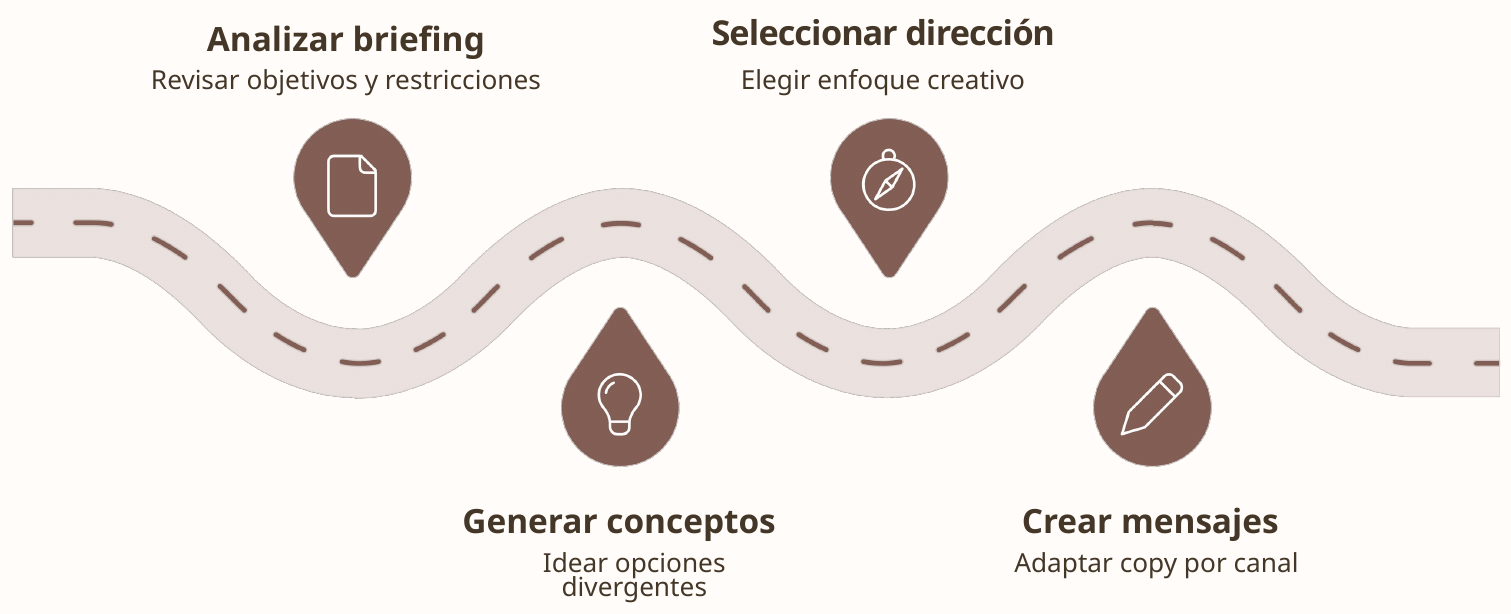 Analizar briefing
Revisar objetivos y restricciones
Generar conceptos
Idear opciones
divergentes
Seleccionar dirección
Elegir enfoque creativo
Crear mensajes
Adaptar copy por canal